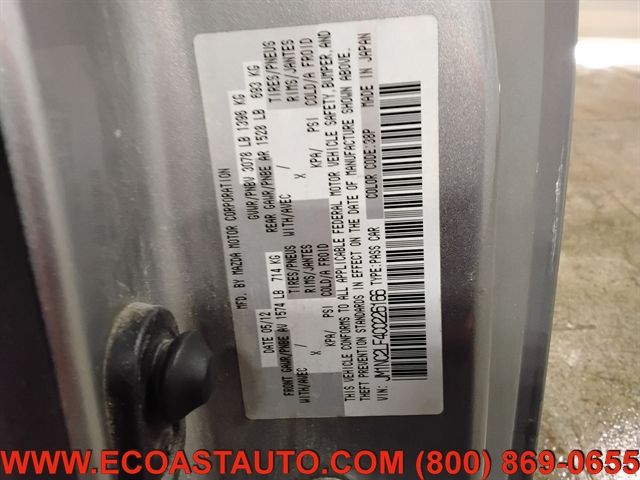 MFD. BY MAZDA MOTOR CORPORATION
DATE 05/12 GVWR/PNBV 3078 LB 1396 KG
FRONT GAWR/PNBE AV 1574 LB 714 KG REAR GAWR/PNBE AR 1528 LB 693 KG
TIRES/PNEUS TIRES/PNEUS
WITH/AVEC / RIMS/JANTES WITH/AVEC / RIMS/JANTES
X KPA/ PSI COLD/A FROID X KPA/ PSI COLD/A FROID
THIS VEHICLE CONFORMS TO ALL APPLICABLE FEDERAL MOTOR VEHICLE SAFETY, BUMPER, AND
THEFT PREVENTION STANDARDS IN EFFECT ON THE DATE OF MANUFACTURE SHOWN ABOVE.
VIN: JM1NC2LF4C0226166 TYPE:PASS CAR COLOR CODE:38P MADE IN JAPAN
WWW.ECOASTAUTO.COM (800) 869-0655